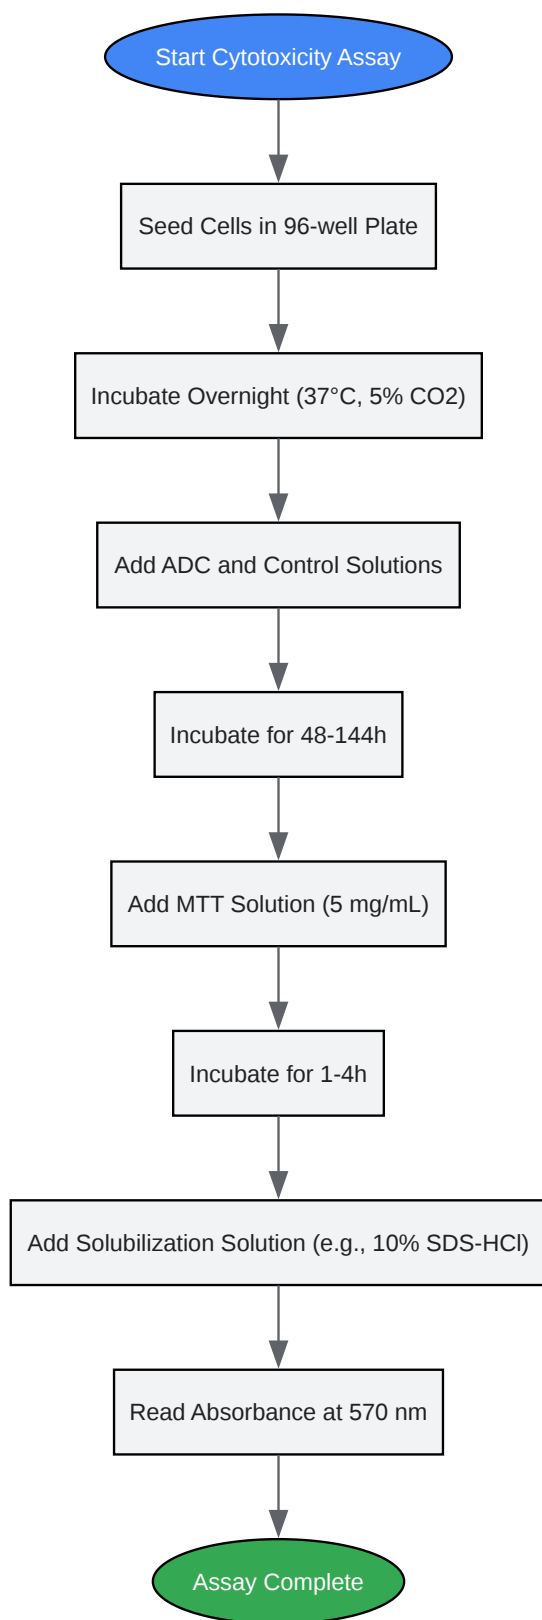 Start Cytotoxicity Assay
Seed Cells in 96-well Plate
Incubate Overnight (37°C, 5% CO2)
Add ADC and Control Solutions
Incubate for 48-144h
Add MTT Solution (5 mg/mL)
Incubate for 1-4h
Add Solubilization Solution (e.g., 10% SDS-HCl)
Read Absorbance at 570 nm
Assay Complete